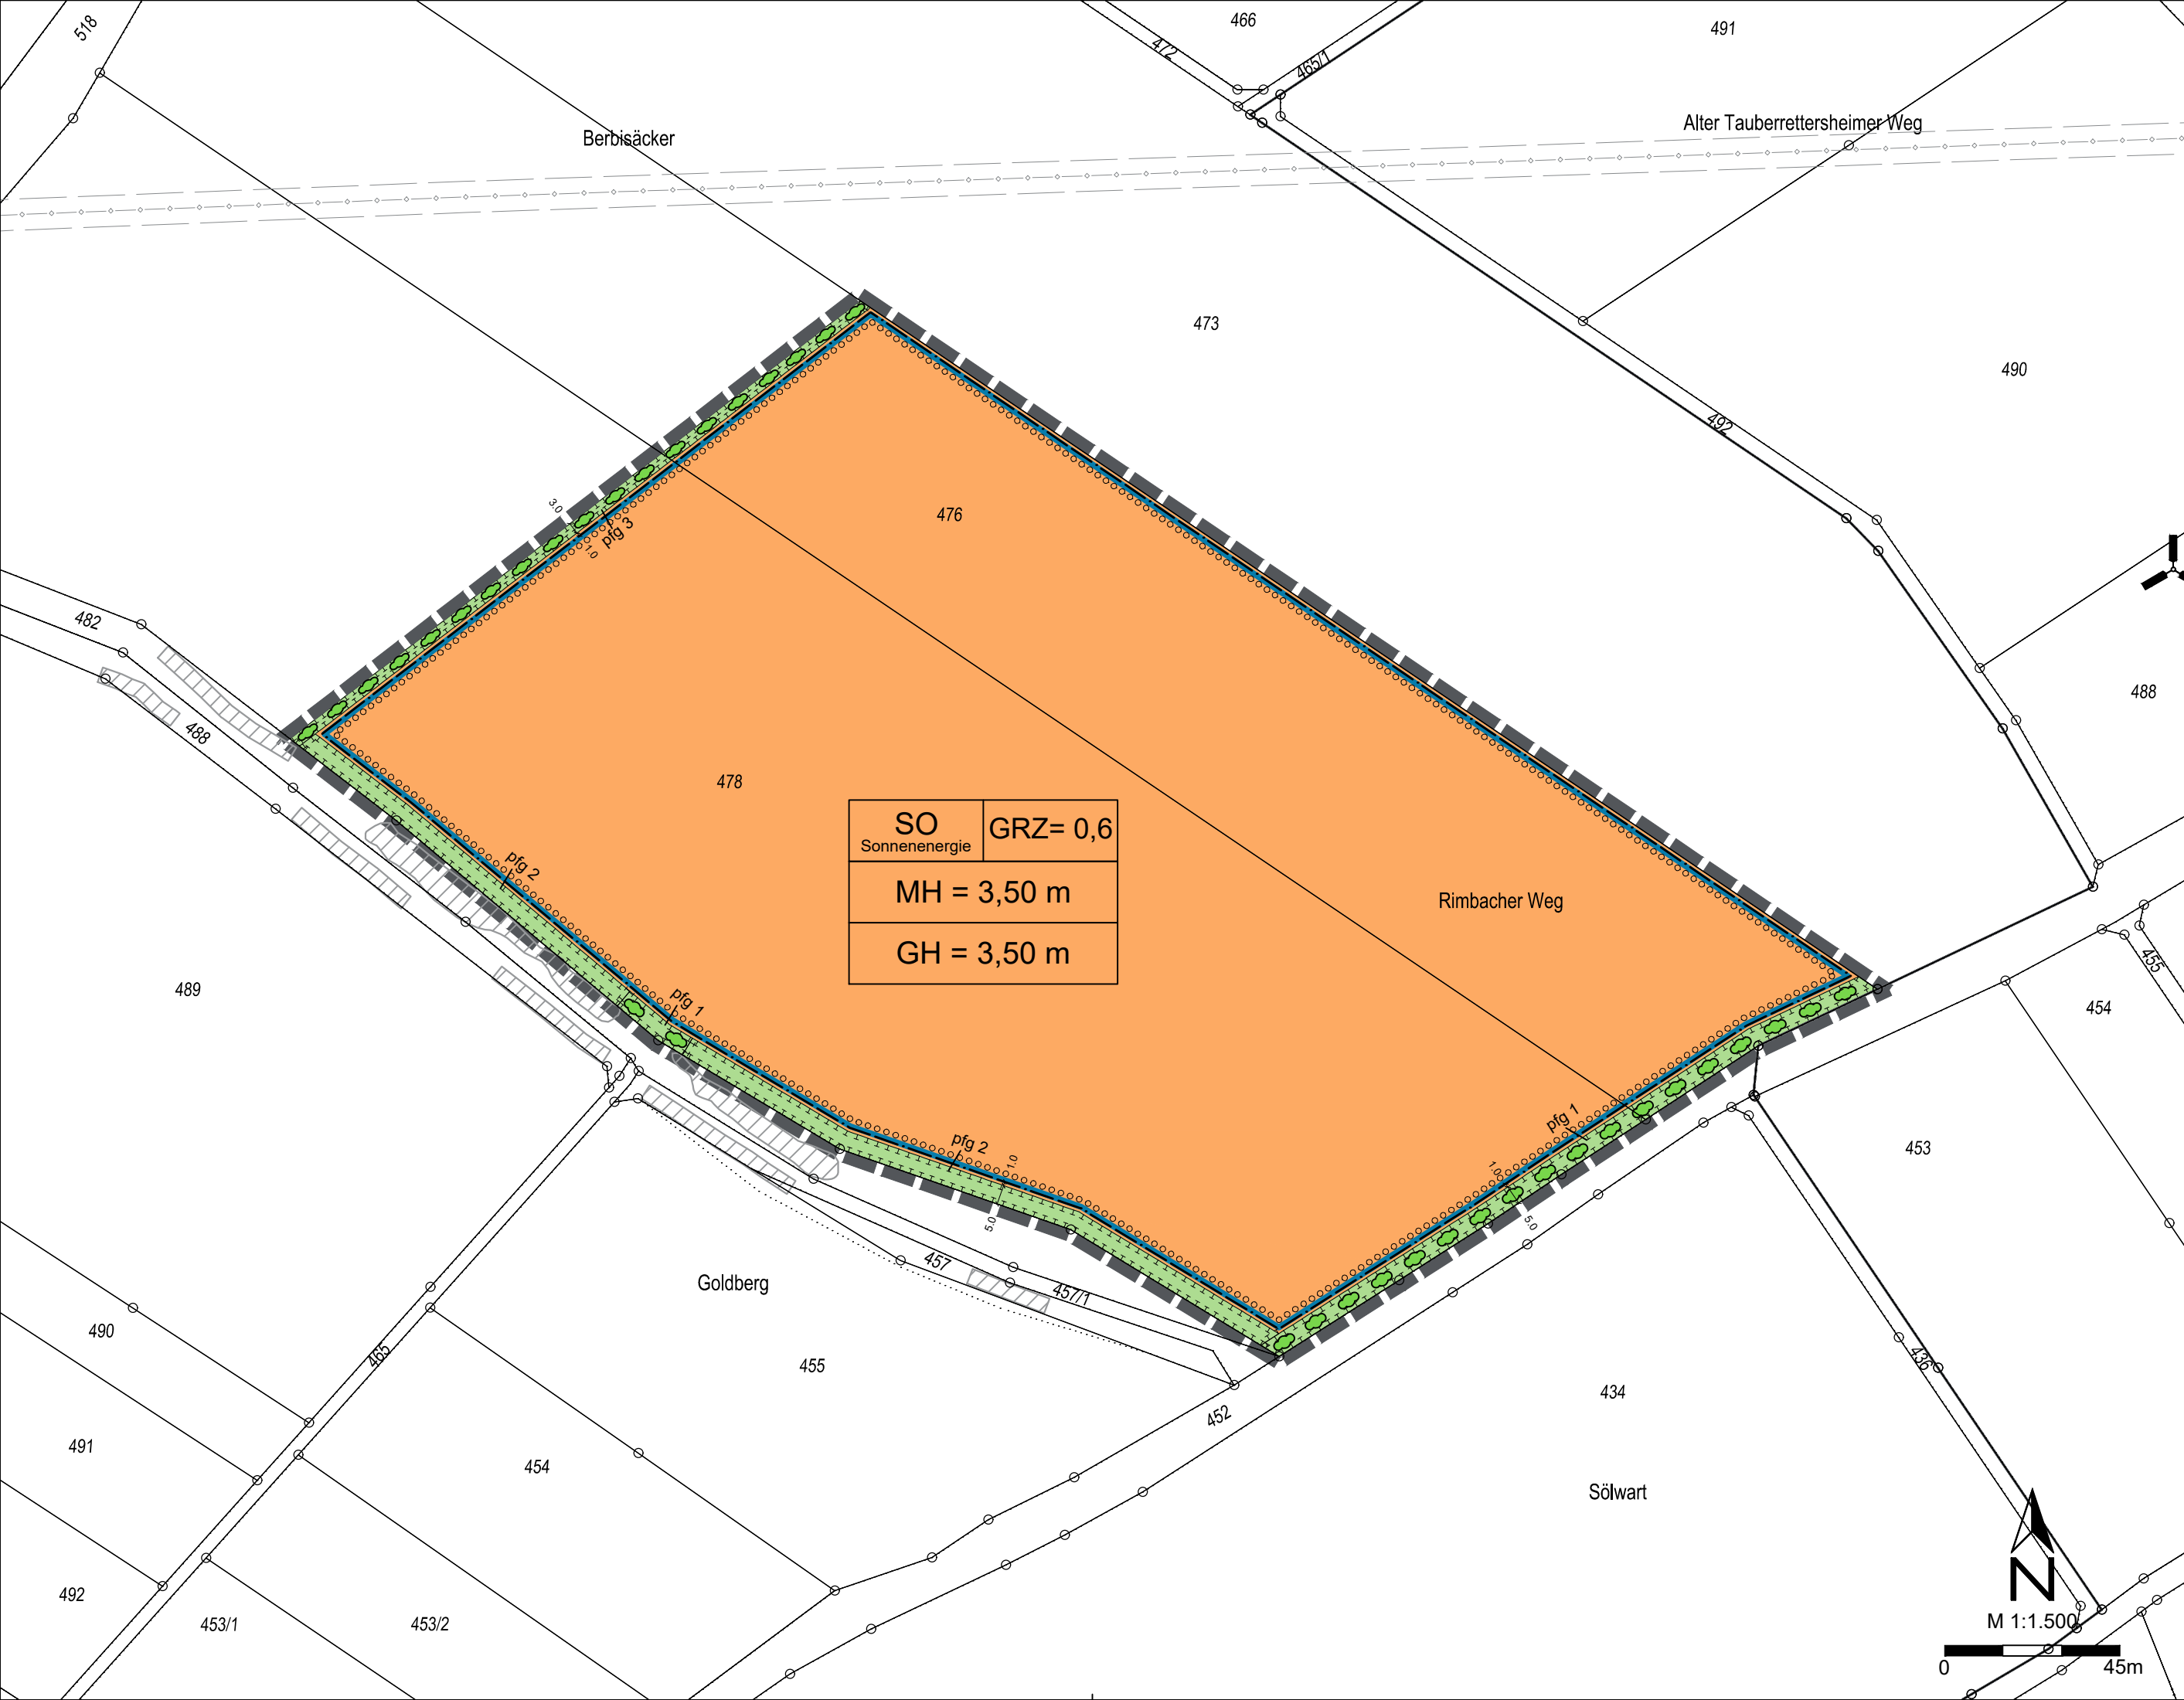 518
466
491
472
465/1
Alter Tauberrettersheimer Weg
Berbisäcker
473
490
492
476
3.0
1.0
pfg 3
482
488
488
478
SO
Sonnenenergie
GRZ= 0,6
MH = 3,50 m
GH = 3,50 m
pfg 2
Rimbacher Weg
489
pfg 1
455
454
pfg 1
453
pfg 2
1.0
5.0
1.0
5.0
457
457/1
Goldberg
490
465
455
436
434
452
491
454
Sölwart
492
453/1
453/2
N
M 1:1.500
0
45m